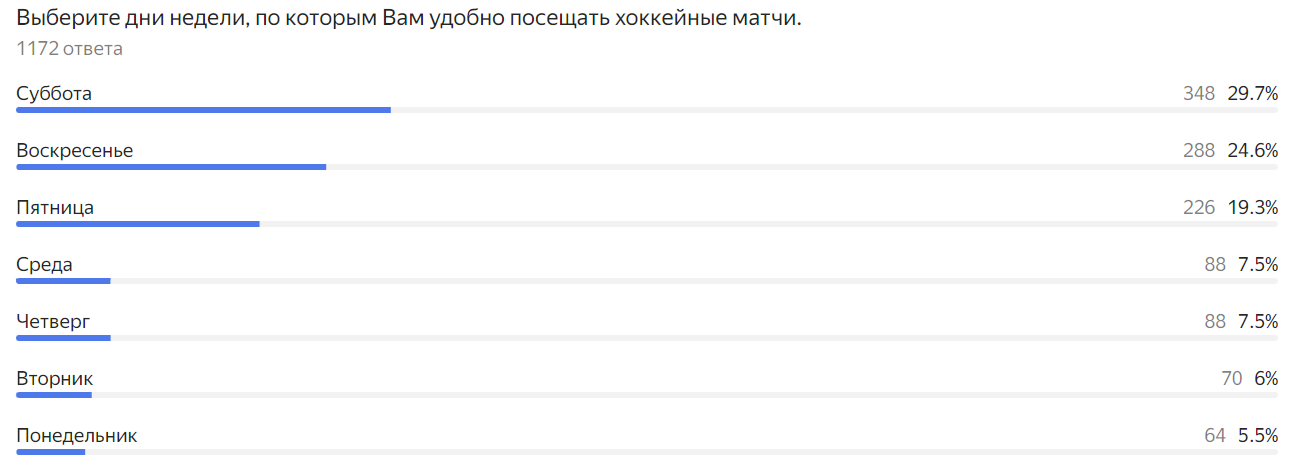 Выберите дни недели, по которым Вам удобно посещать хоккейные матчи.
1172 ответа
Суббота 348 29.7%
Воскресенье 288 24.6%
Пятница 226 19.3%
Среда 88 7.5%
Четверг 88 7.5%
Вторник 70 6%
Понедельник 64 5.5%